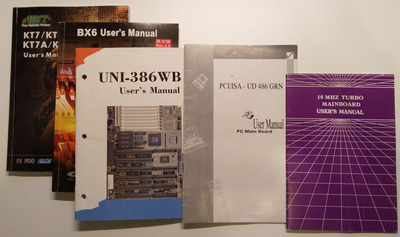 KT7/KT
KT7A/K
User's Ma
BX6 User's Manual
UNI-386WB
User's Manual
PCI/ISA - UD 486 GRN
User Manual
PC Main Board
10 MHZ TURBO
MAINBOARD
USER'S MANUAL